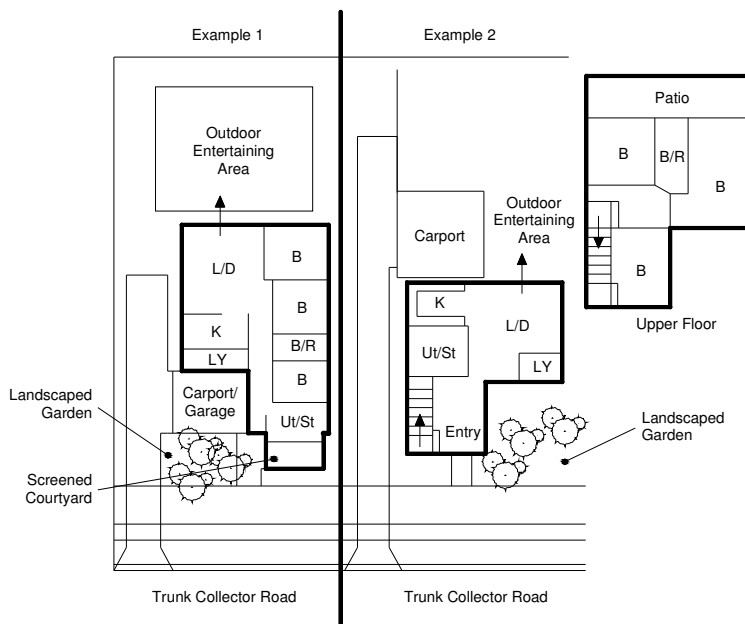 Example 1
Outdoor
Entertaining
Area
L/D
B
B
K
B/R
LY
B
Carport/
Garage
Ut/St
Landscaped
Garden
Screened
Courtyard
Trunk Collector Road
Example 2
Carport
Outdoor
Entertaining
Area
K
L/D
Ut/St
LY
Entry
Landscaped
Garden
Trunk Collector Road
Patio
B
B/R
B
B
Upper Floor